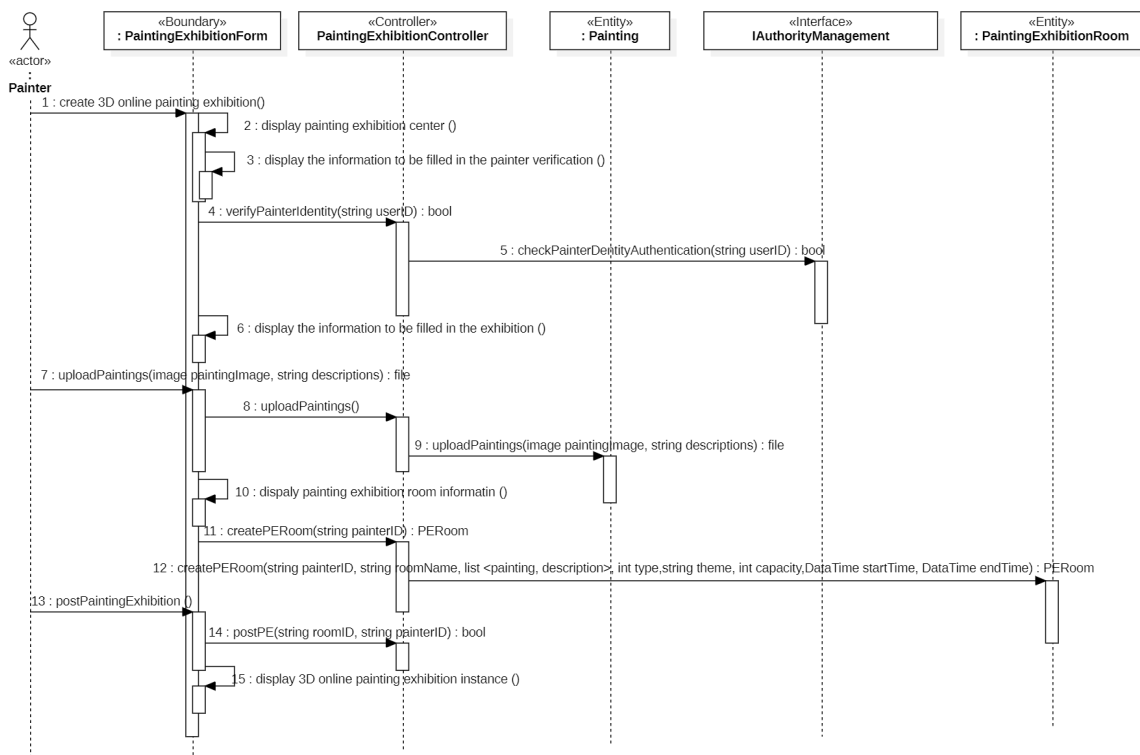 «Boundary»
: PaintingExhibitionForm
«Controller»
PaintingExhibitionController
«Entity»
: Painting
«Interface»
IAuthorityManagement
«Entity»
: PaintingExhibitionRoom
«actor»
:
Painter
1 : create 3D online painting exhibition()
2 : display painting exhibition center ()
3 : display the information to be filled in the painter verification ()
4 : verifyPainterIdentity(string userID) : bool
5 : checkPainterDentityAuthentication(string userID) : bool
6 : display the information to be filled in the exhibition ()
7 : uploadPaintings(image paintingImage, string descriptions) : file
8 : uploadPaintings()
9 : uploadPaintings(image paintingImage, string descriptions) : file
10 : dispaly painting exhibition room informatin ()
11 : createPERoom(string painterID) : PERoom
12 : createPERoom(string painterID, string roomName, list <painting, description>, int type,string theme, int capacity,DataTime startTime, DataTime endTime) : PERoom
13 : postPaintingExhibition ()
14 : postPE(string roomID, string painterID) : bool
15 : display 3D online painting exhibition instance ()